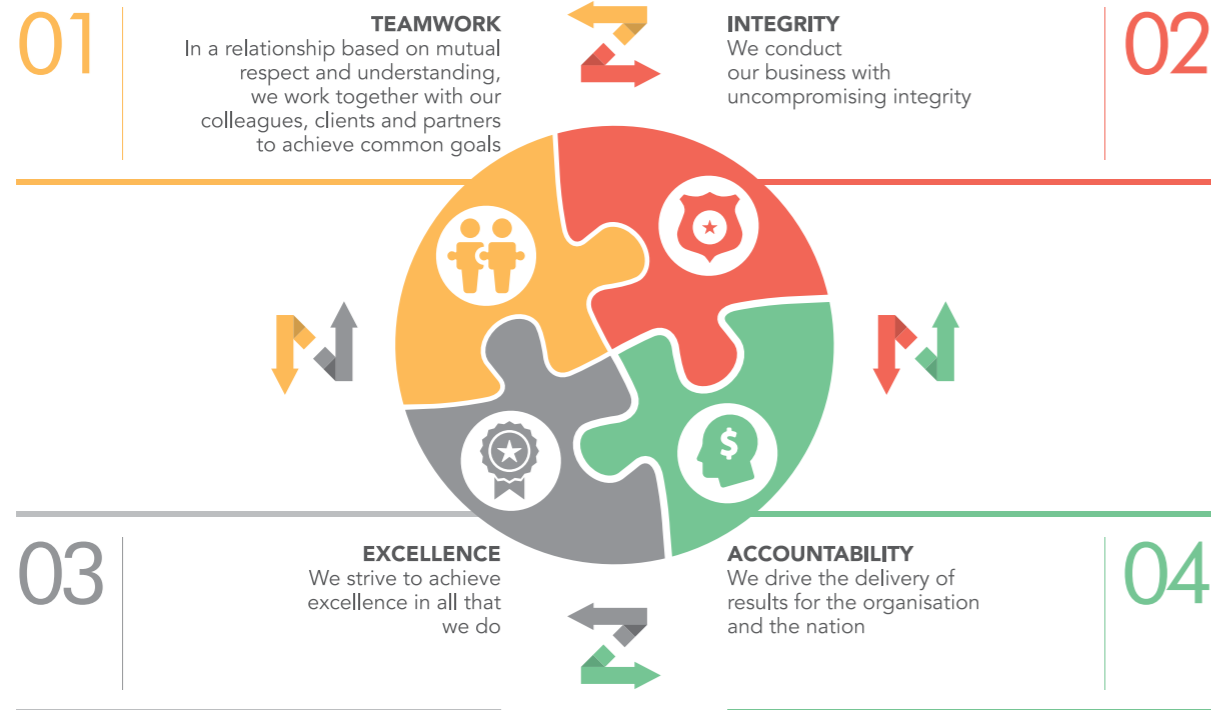 01
TEAMWORK
In a relationship based on mutual
respect and understanding,
we work together with our
colleagues, clients and partners
to achieve common goals
INTEGRITY
We conduct
our business with
uncompromising integrity
02
$
03
EXCELLENCE
We strive to achieve
excellence in all that
we do
ACCOUNTABILITY
We drive the delivery of
results for the organisation
and the nation
04